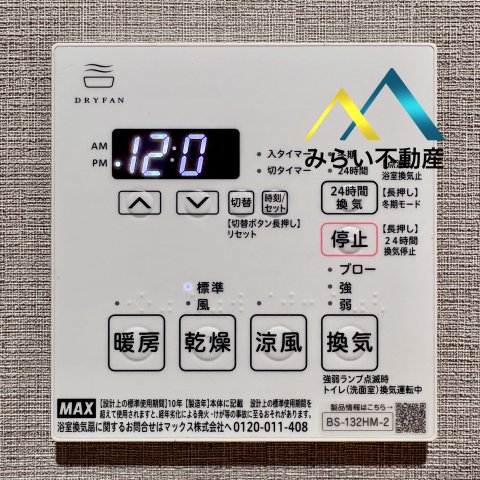 DRYFAN
AM
PM
12:0
入タイマー
切タイマー
みらい不動産
24時間
浴室換気止
切替
時刻/
セット
【切替ボタン長押し】
リセット
24時間
換気
【長押し】
冬期モード
停止
【長押し】
24時間
換気停止
ブロー
標準
強
風
弱
暖房
乾燥
涼風
換気
強弱ランプ点滅時
トイレ(洗面室)換気運転中
MAX
【設計上の標準使用期間】10年 【製造年】本体に記載 設計上の標準使用期間を
超えて使用されますと、経年劣化による発火・けが等の事故に至るおそれがあります。
浴室換気扇に関するお問合せはマックス株式会社へ 0120-011-408
製品情報はこちら→
BS-132HM-2